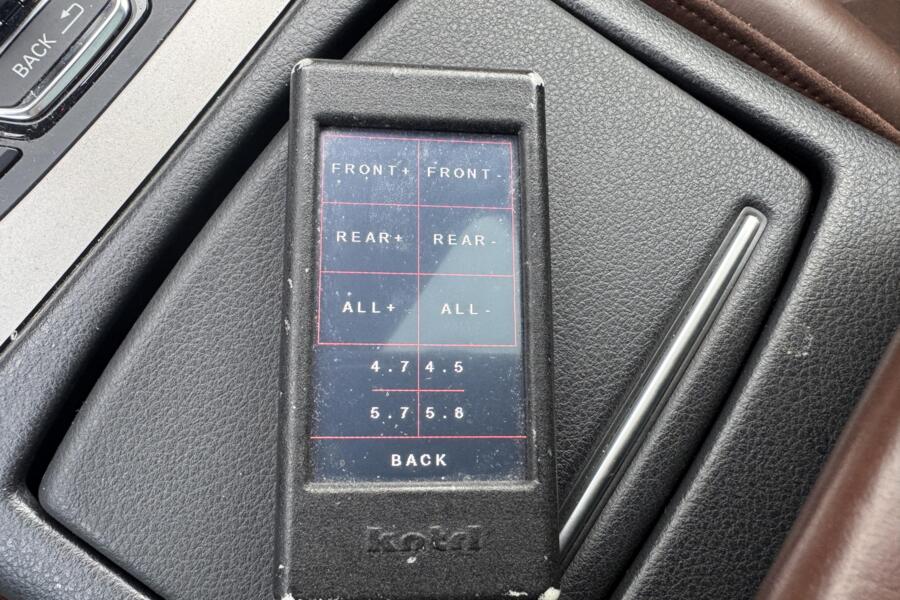 BACK
FRONT+ FRONT-
REAR+ REAR-
ALL+ ALL-
4.7 4.5
5.7 5.8
BACK